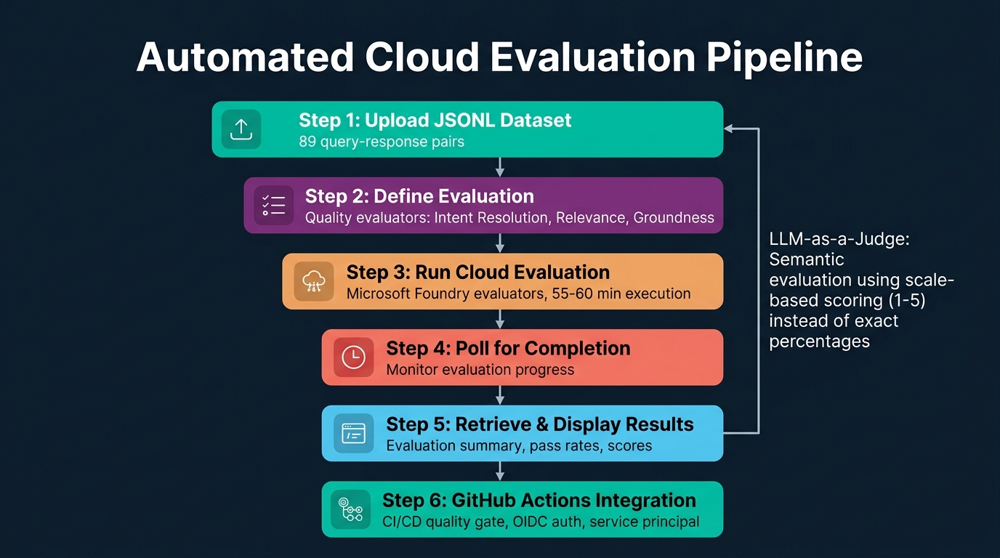 Automated Cloud Evaluation Pipeline
Step 1: Upload JSONL Dataset
89 query-response pairs
Step 2: Define Evaluation
Quality evaluators: Intent Resolution, Relevance, Groundness
Step 3: Run Cloud Evaluation
Microsoft Foundry evaluators, 55-60 min execution
Step 4: Poll for Completion
Monitor evaluation progress
Step 5: Retrieve & Display Results
Evaluation summary, pass rates, scores
Step 6: GitHub Actions Integration
CI/CD quality gate, OIDC auth, service principal
LLM-as-a-Judge:
Semantic
evaluation using scale-
based scoring (1-5)
instead of exact
percentages